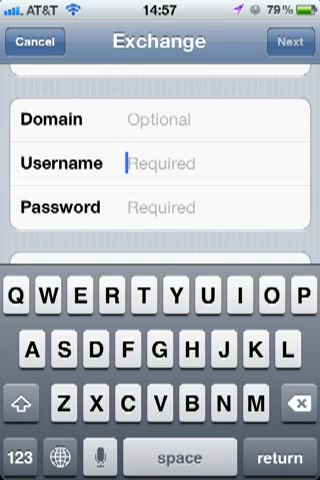 AT&T 14:57 79%
Cancel Exchange Next
Domain Optional
Username Required
Password Required
Q W E R T Y U I O P
A S D F G H J K L
Z X C V B N M
123 space return